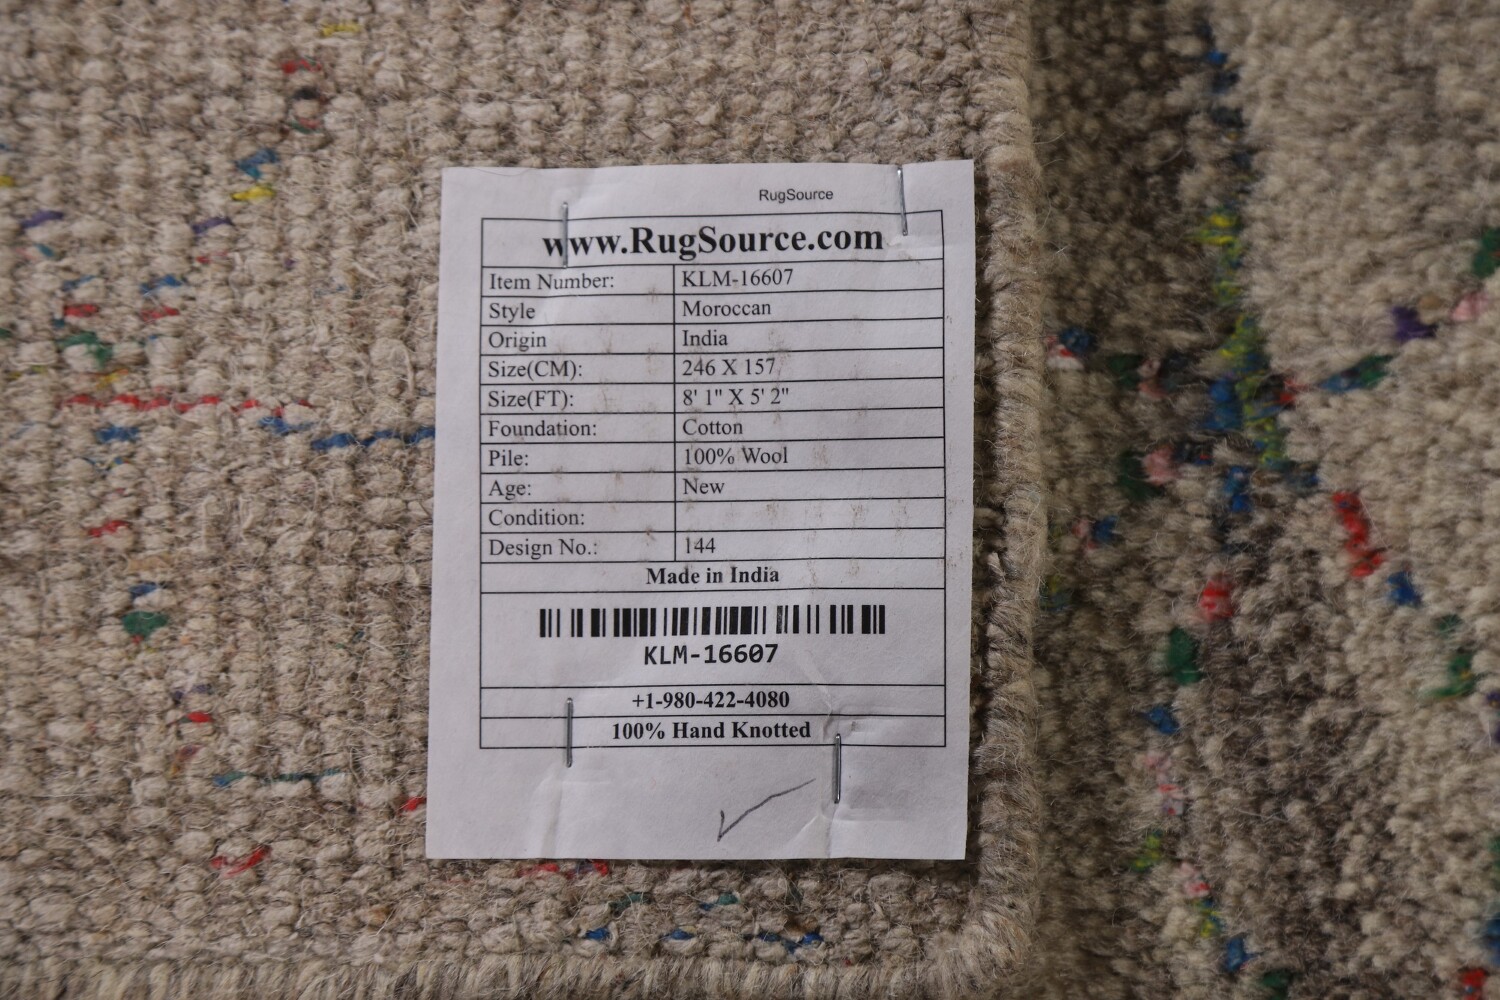 RugSource
www.RugSource.com
Item Number: KLM-16607
Style Moroccan
Origin India
Size(CM): 246 X 157
Size(FT): 8' 1" X 5' 2"
Foundation: Cotton
Pile: 100% Wool
Age: New
Condition:
Design No.: 144
Made in India
KLM-16607
+1-980-422-4080
100% Hand Knotted